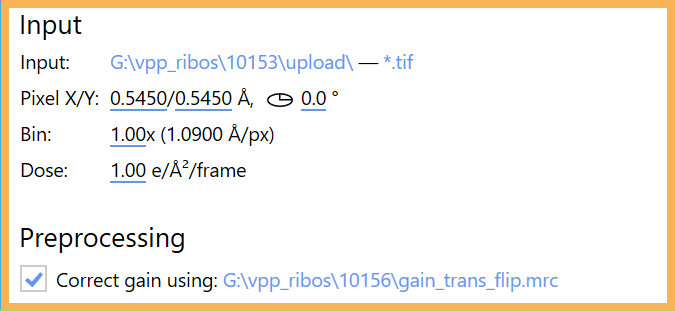 Input
Input: G:\vpp_ribos\10153\upload\ — *.tif
Pixel X/Y: 0.5450/0.5450 Å, 0.0 °
Bin: 1.00x (1.0900 Å/px)
Dose: 1.00 e/Å²/frame
Preprocessing
Correct gain using: G:\vpp_ribos\10156\gain_trans_flip.mrc